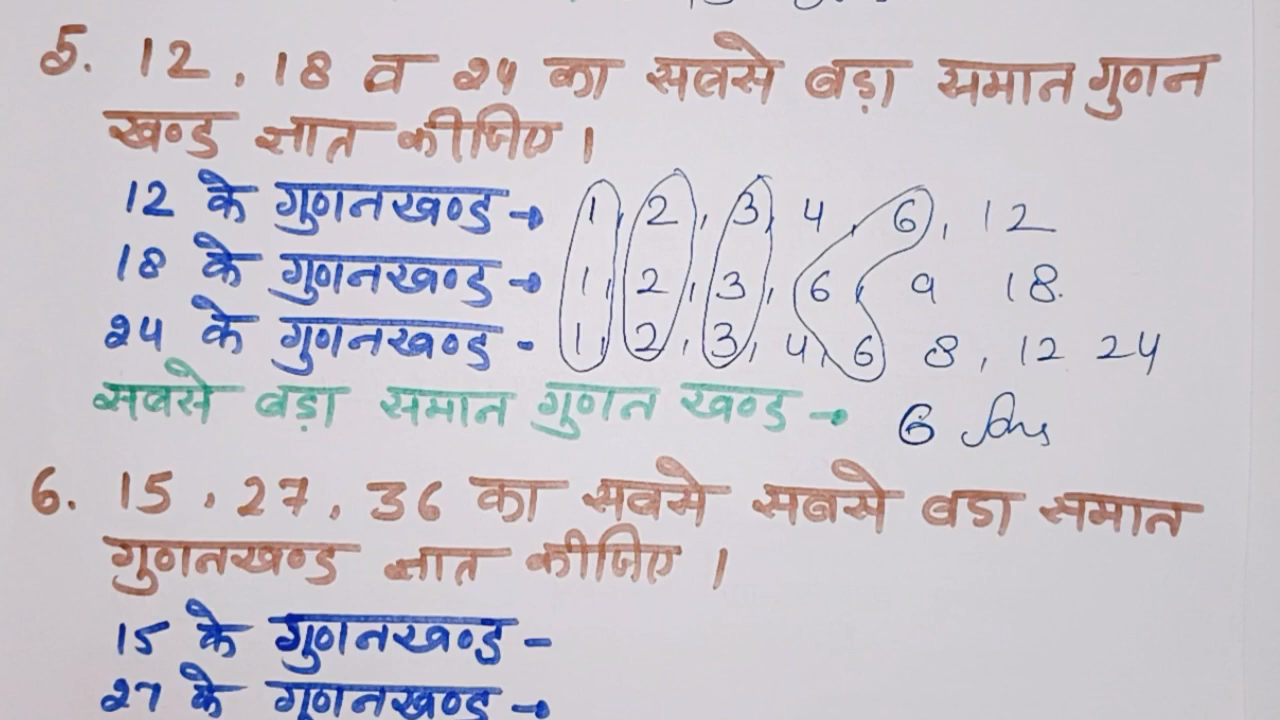 5. 12, 18 व 24 का सबसे बड़ा समान गुणन
खण्ड ज्ञात कीजिए।
12 के गुणनखण्ड → 1, 2, 3, 4, 6, 12
18 के गुणनखण्ड → 1, 2, 3, 6, 9 18.
24 के गुणनखण्ड - 1, 2, 3, 4, 6 8, 12 24
सबसे बड़ा समान गुणन खण्ड → 6 Ans
6. 15, 27, 36 का सबसे सबसे बडा समान
गुणनखण्ड ज्ञात कीजिए।
15 के गुणनखण्ड -
27 के गुणनखण्ड →